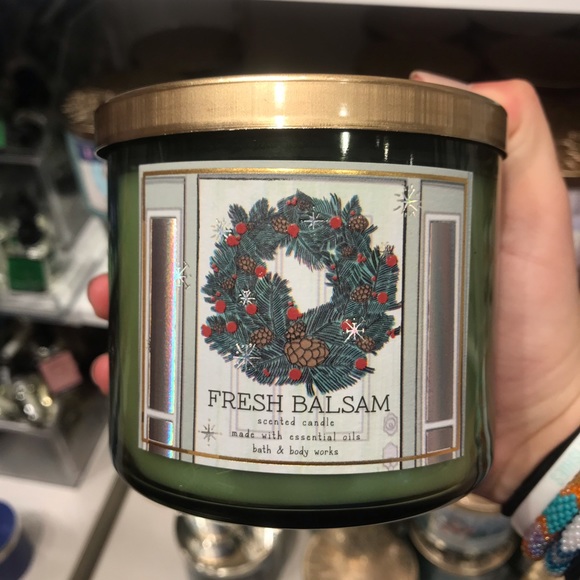 FRESH BALSAM
scented candle
made with essential oils
bath & body works